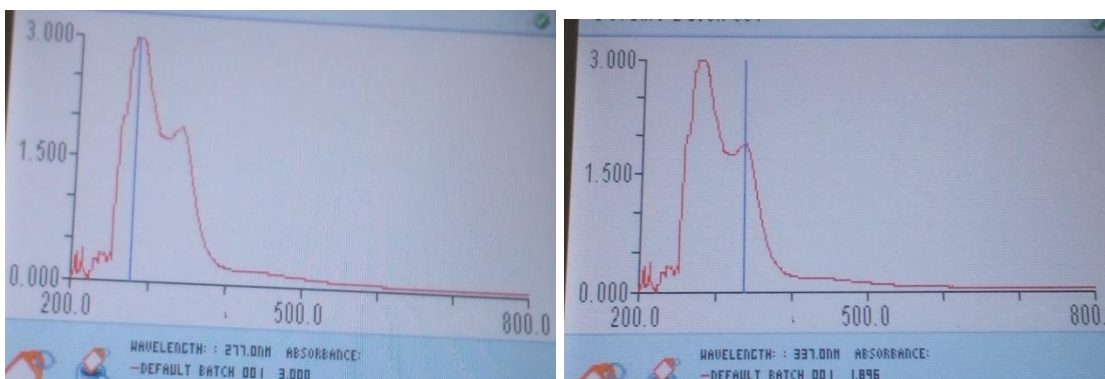 3.000
1.500
0.000
200.0 500.0 800.0
WAVELENGTH: : 277.0NM ABSORBANCE:
—DEFAULT BATCH 001 3.000
3.000
1.500
0.000
200.0 500.0 800.
WAVELENGTH: : 337.0NM ABSORBANCE:
—DEFAULT BATCH 001 1.896